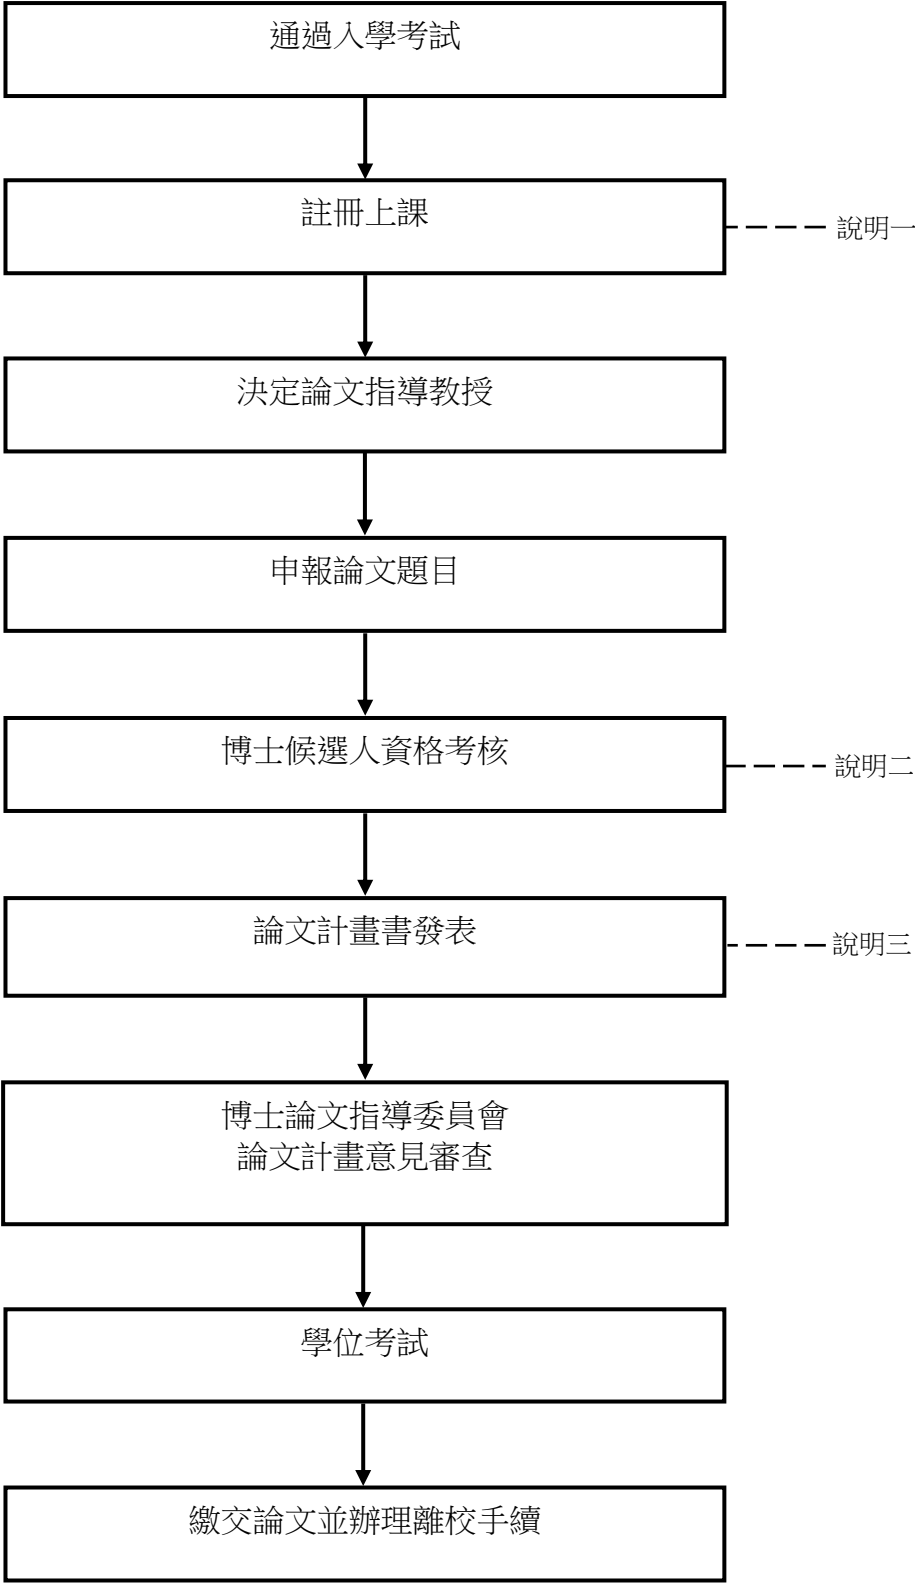 通過入學考試
註冊上課
說明一
決定論文指導教授
申報論文題目
博士候選人資格考核
說明二
論文計畫書發表
說明三
博士論文指導委員會
論文計畫意見審查
學位考試
繳交論文並辦理離校手續